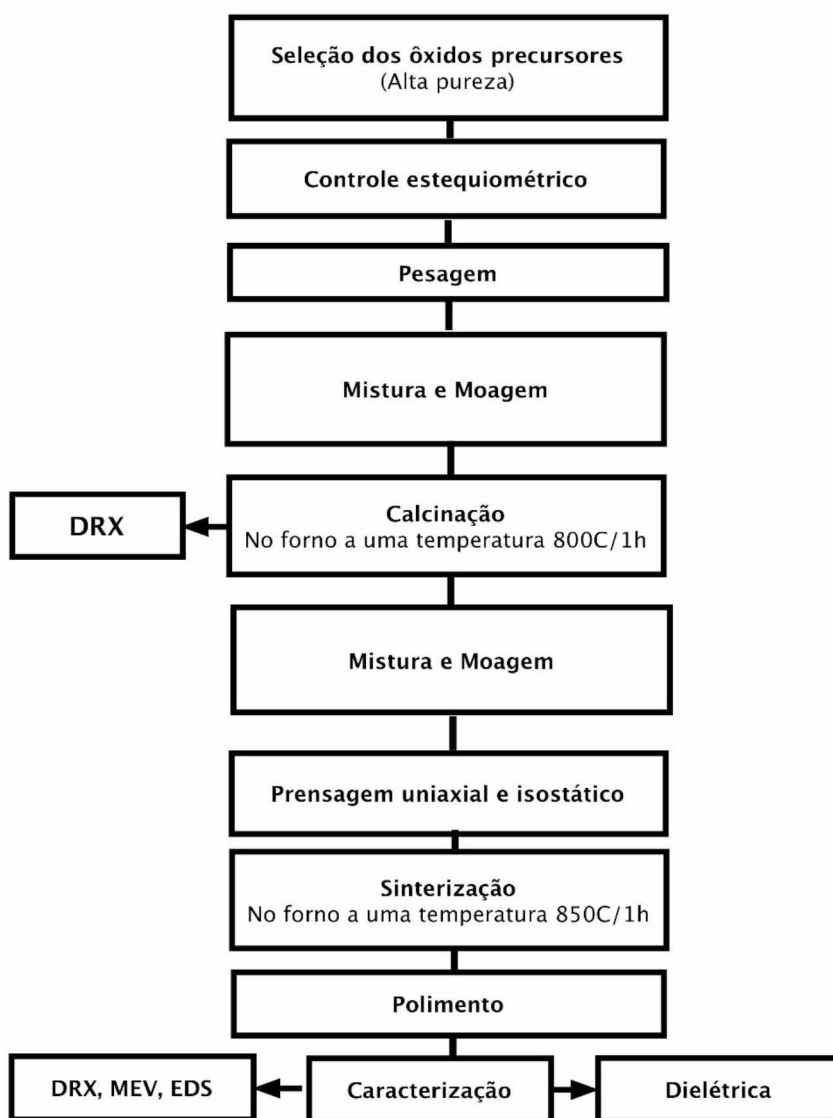 Seleção dos ôxidos precursores
(Alta pureza)
Controle estequiométrico
Pesagem
Mistura e Moagem
Calcinação
No forno a uma temperatura 800C/1h
DRX
Mistura e Moagem
Prensagem uniaxial e isostático
Sinterização
No forno a uma temperatura 850C/1h
Polimento
DRX, MEV, EDS
Caracterização
Dielétrica